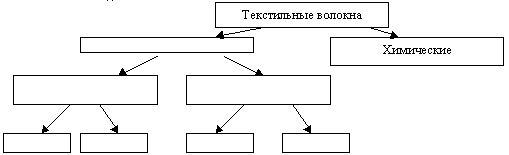 Текстильные волокна
Химические